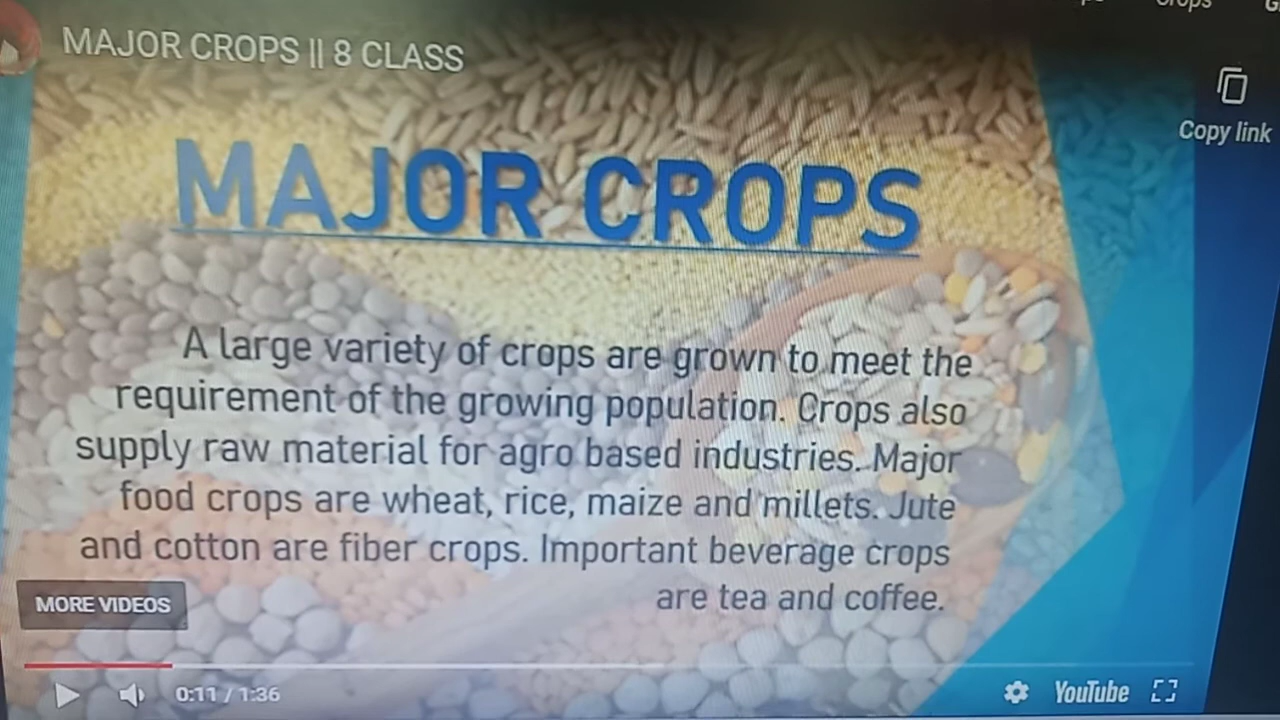 Crops
MAJOR CROPS || 8 CLASS
Copy link
MAJOR CROPS
A large variety of crops are grown to meet the
requirement of the growing population. Crops also
supply raw material for agro based industries. Major
food crops are wheat, rice, maize and millets. Jute
and cotton are fiber crops. Important beverage crops
are tea and coffee.
MORE VIDEOS
0:11 / 1:36
YouTube